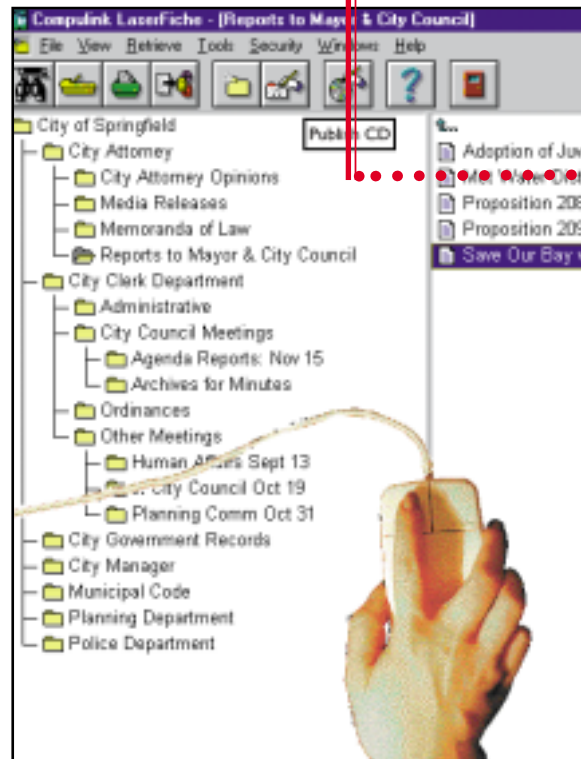 Compulink LaserFiche - [Reports to Mayor & City Council]
File View Retrieve Tools Security Windows Help
Publish CD
City of Springfield
City Attorney
City Attorney Opinions
Media Releases
Memoranda of Law
Reports to Mayor & City Council
City Clerk Department
Administrative
City Council Meetings
Agenda Reports: Nov 15
Archives for Minutes
Ordinances
Other Meetings
Human Affairs Sept 13
City Council Oct 19
Planning Comm Oct 31
City Government Records
City Manager
Municipal Code
Planning Department
Police Department
Adoption of Juv
Met Water Dist
Proposition 208
Proposition 209
Save Our Bay